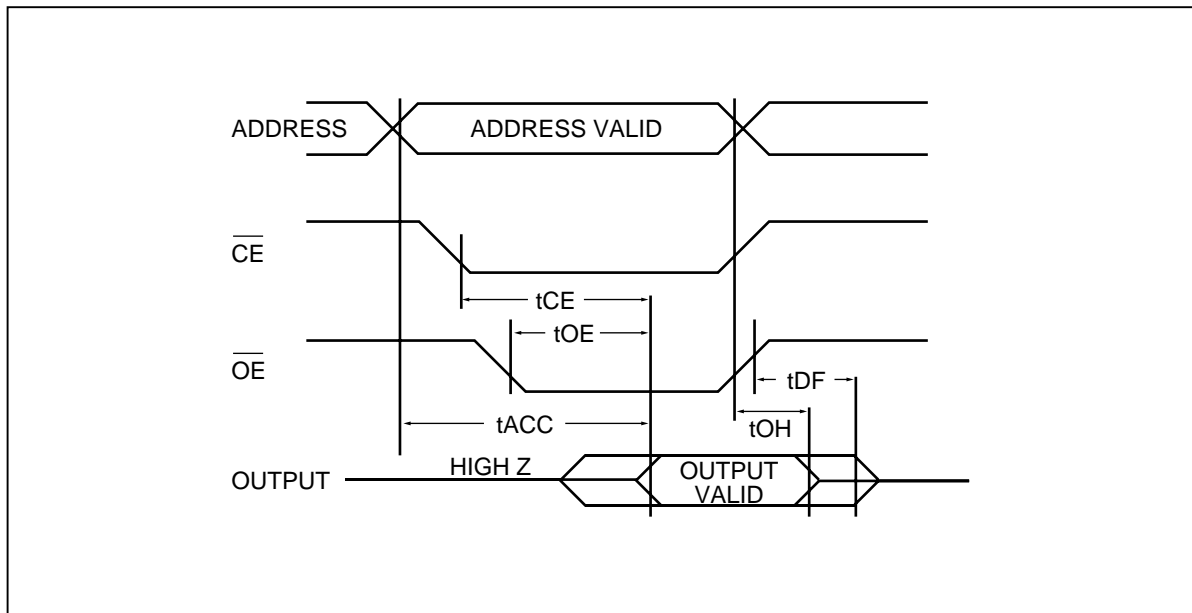 ADDRESS
ADDRESS VALID
CE
tCE
tOE
OE
tDF
tACC
tOH
OUTPUT
HIGH Z
OUTPUT
VALID